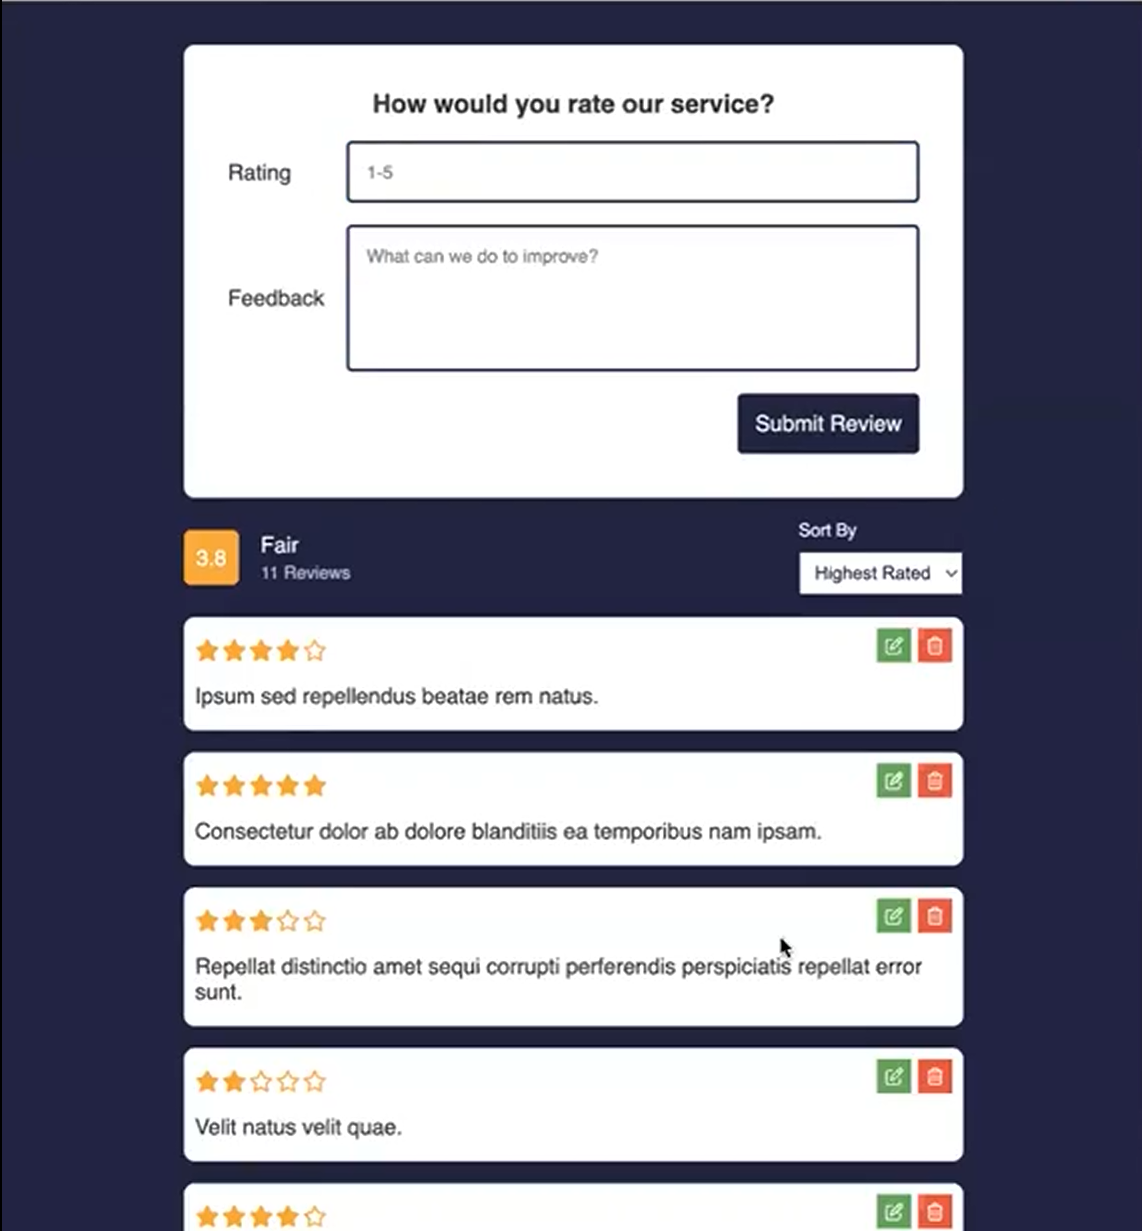 How would you rate our service?
Rating
1-5
Feedback
What can we do to improve?
Submit Review
3.8
Fair
11 Reviews
Sort By
Highest Rated
Ipsum sed repellendus beatae rem natus.
Consectetur dolor ab dolore blanditiis ea temporibus nam ipsam.
Repellat distinctio amet sequi corrupti perferendis perspiciatis repellat error
sunt.
Velit natus velit quae.